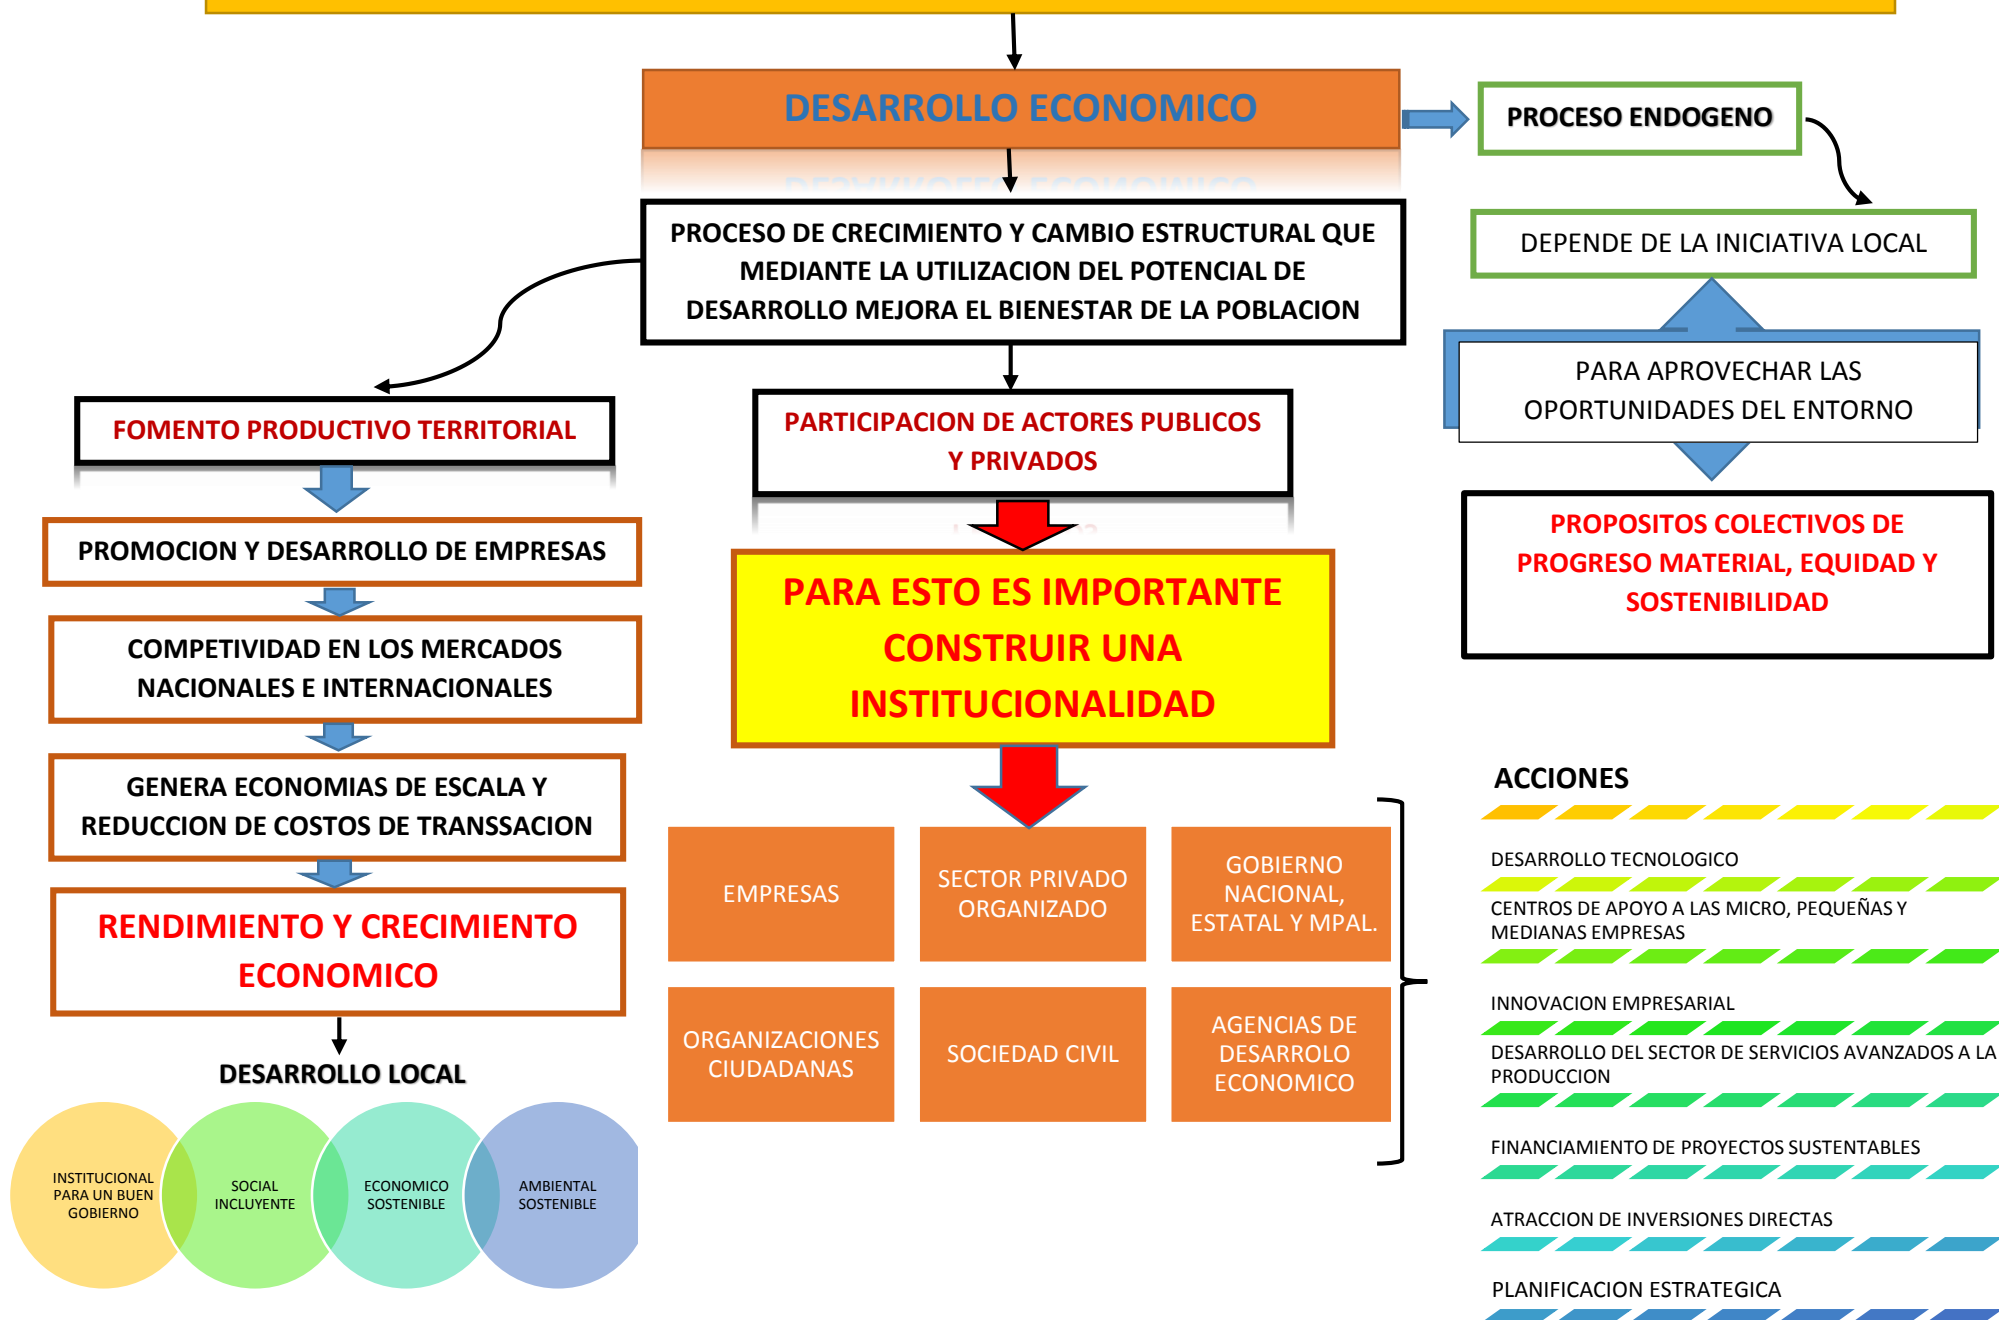 DESARROLLO ECONOMICO
PROCESO ENDOGENO
PROCESO DE CRECIMIENTO Y CAMBIO ESTRUCTURAL QUE
MEDIANTE LA UTILIZACION DEL POTENCIAL DE
DESARROLLO MEJORA EL BIENESTAR DE LA POBLACION
DEPENDE DE LA INICIATIVA LOCAL
PARA APROVECHAR LAS
OPORTUNIDADES DEL ENTORNO
PROPOSITOS COLECTIVOS DE
PROGRESO MATERIAL, EQUIDAD Y
SOSTENIBILIDAD
FOMENTO PRODUCTIVO TERRITORIAL
PROMOCION Y DESARROLLO DE EMPRESAS
COMPETIVIDAD EN LOS MERCADOS
NACIONALES E INTERNACIONALES
GENERA ECONOMIAS DE ESCALA Y
REDUCCION DE COSTOS DE TRANSSACION
RENDIMIENTO Y CRECIMIENTO
ECONOMICO
DESARROLLO LOCAL
INSTITUCIONAL
PARA UN BUEN
GOBIERNO
SOCIAL
INCLUYENTE
ECONOMICO
SOSTENIBLE
AMBIENTAL
SOSTENIBLE
PARTICIPACION DE ACTORES PUBLICOS
Y PRIVADOS
PARA ESTO ES IMPORTANTE
CONSTRUIR UNA
INSTITUCIONALIDAD
EMPRESAS
SECTOR PRIVADO
ORGANIZADO
GOBIERNO
NACIONAL,
ESTATAL Y MPAL.
ORGANIZACIONES
CIUDADANAS
SOCIEDAD CIVIL
AGENCIAS DE
DESARROLO
ECONOMICO
ACCIONES
DESARROLLO TECNOLOGICO
CENTROS DE APOYO A LAS MICRO, PEQUEÑAS Y
MEDIANAS EMPRESAS
INNOVACION EMPRESARIAL
DESARROLLO DEL SECTOR DE SERVICIOS AVANZADOS A LA
PRODUCCION
FINANCIAMIENTO DE PROYECTOS SUSTENTABLES
ATRACCION DE INVERSIONES DIRECTAS
PLANIFICACION ESTRATEGICA